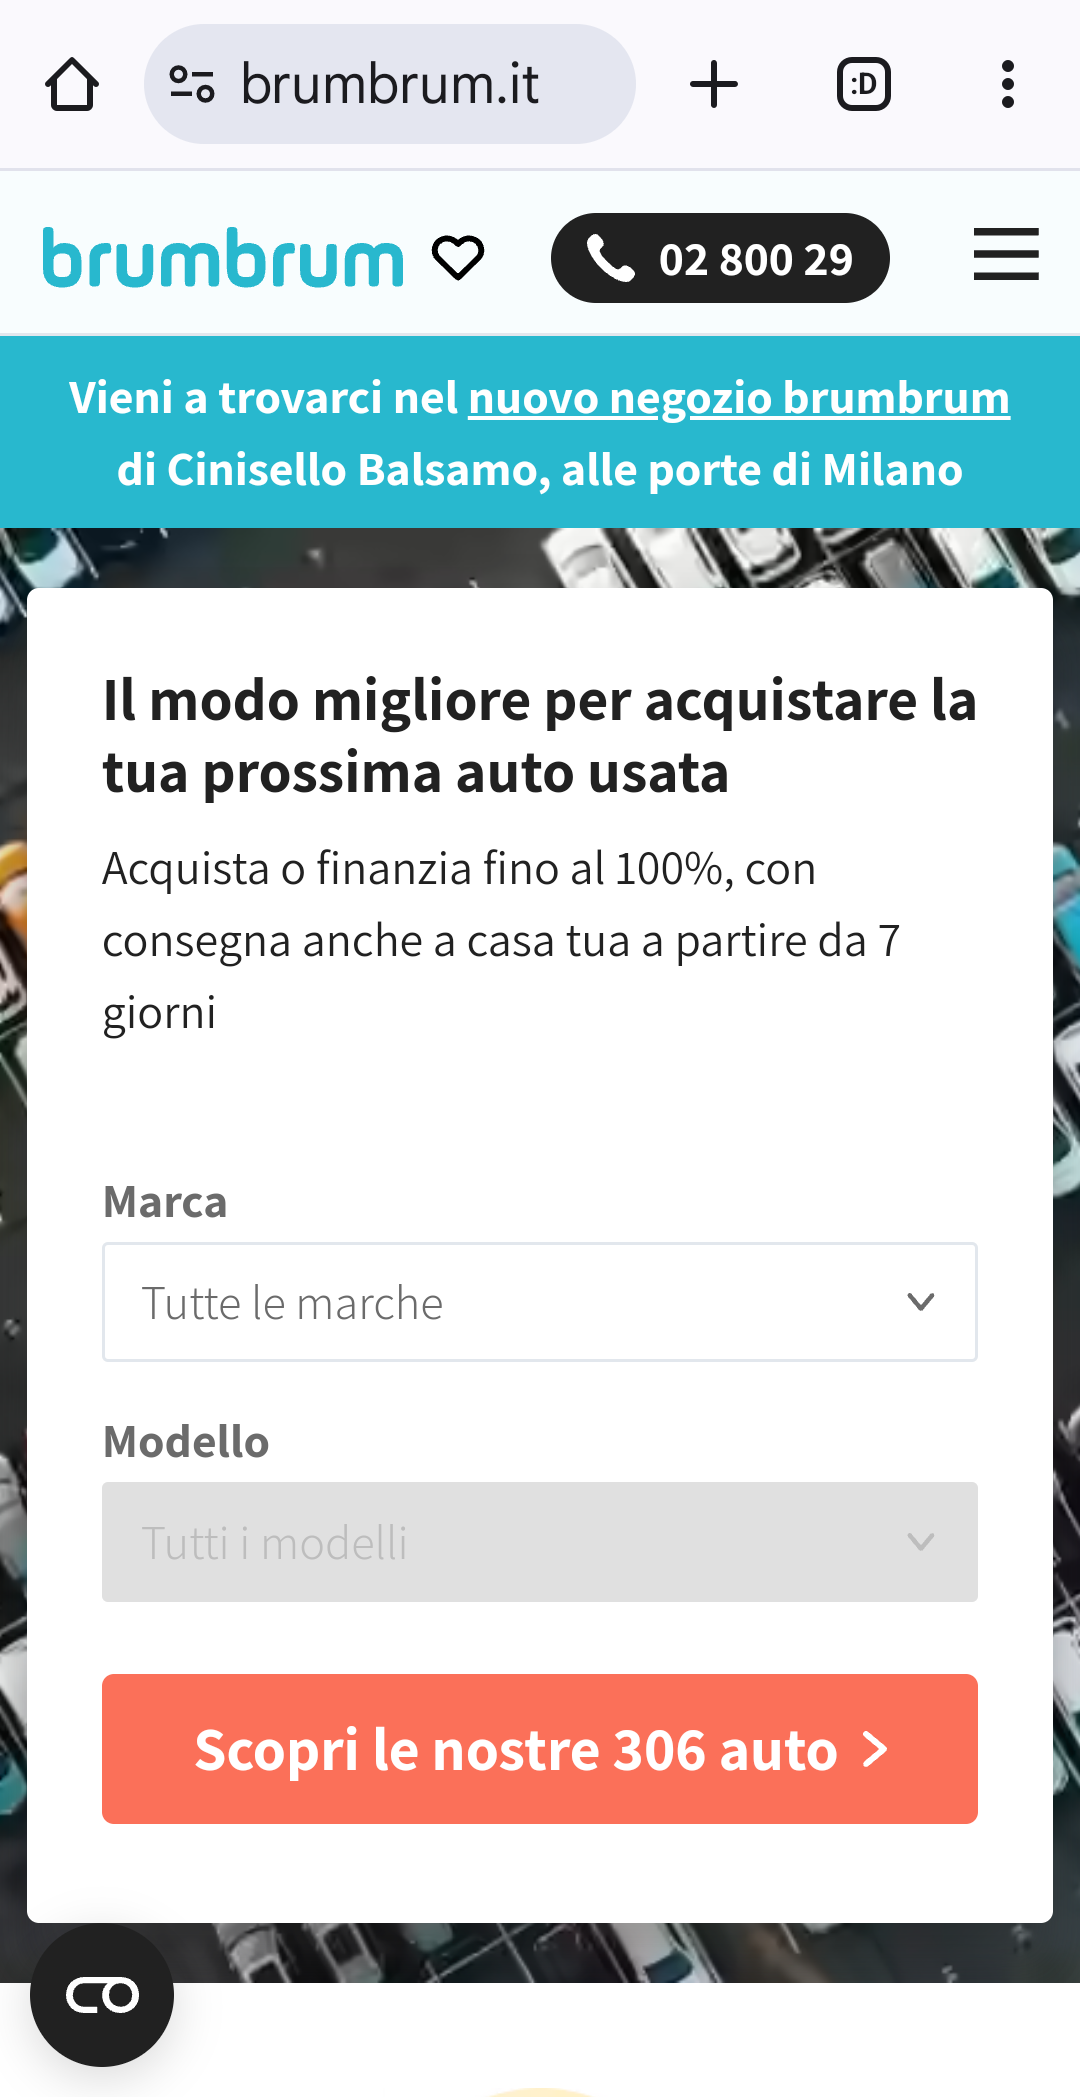 brumbrum.it
:D
brumbrum
02 800 29
Vieni a trovarci nel nuovo negozio brumbrum
di Cinisello Balsamo, alle porte di Milano
Il modo migliore per acquistare la
tua prossima auto usata
Acquista o finanzia fino al 100%, con
consegna anche a casa tua a partire da 7
giorni
Marca
Tutte le marche
Modello
Tutti i modelli
Scopri le nostre 306 auto